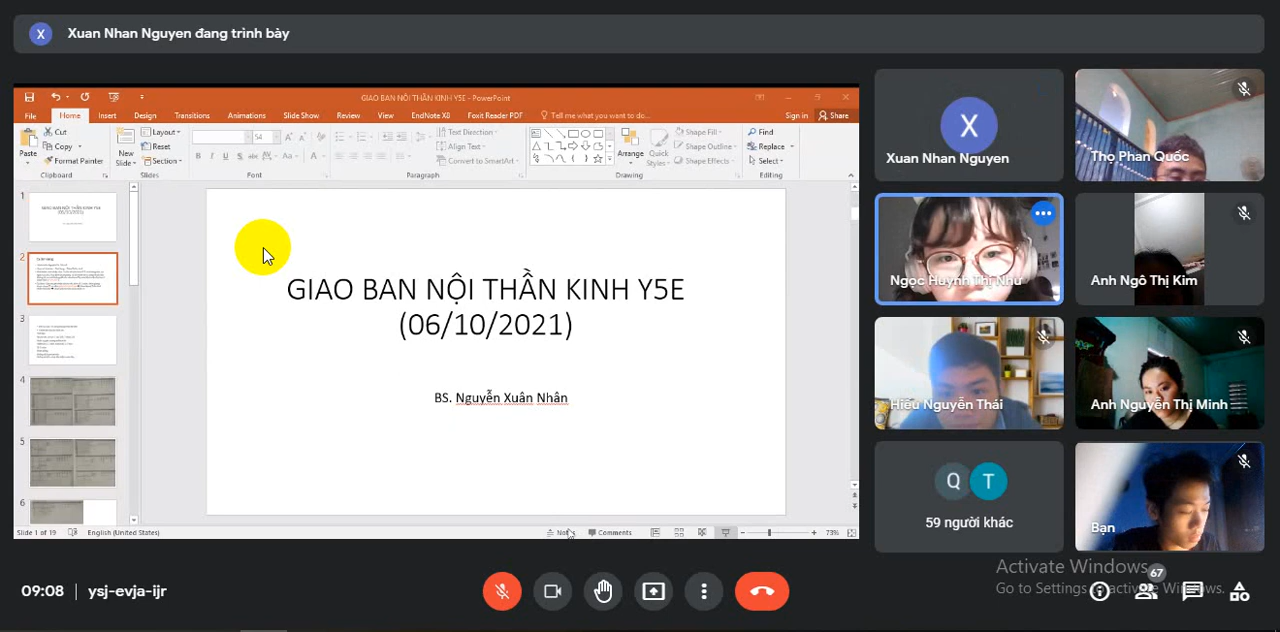 X Xuan Nhan Nguyen đang trình bày
GIAO BAN NỘI THẦN KINH Y5E - PowerPoint
File Home Insert Design Transitions Animations Slide Show Review View EndNote X8 Foxit Reader PDF Tell me what you want to do... Sign in Share
Paste
Cut
Copy
Format Painter
Clipboard
New
Slide
Layout
Reset
Section
Slides
54
Font
Text Direction
Align Text
Convert to SmartArt
Paragraph
Arrange
Quick
Styles
Shape Fill
Shape Outline
Shape Effects
Drawing
Find
Replace
Select
Editing
1
2
3
4
5
6
GIAO BAN NỘI THẦN KINH Y5E
(06/10/2021)
BS. Nguyễn Xuân Nhân
Slide 1 of 19 English (United States) Notes Comments 73%
X
Xuan Nhan Nguyen
Thọ Phan Quốc
Ngọc Huỳnh Thị Như
Anh Ngô Thị Kim
Hiếu Nguyễn Thái
Anh Nguyễn Thị Minh
Q T
59 người khác
Bạn
Activate Windows
Go to Settings to activate Windows.
09:08 ysj-evja-ijr
67